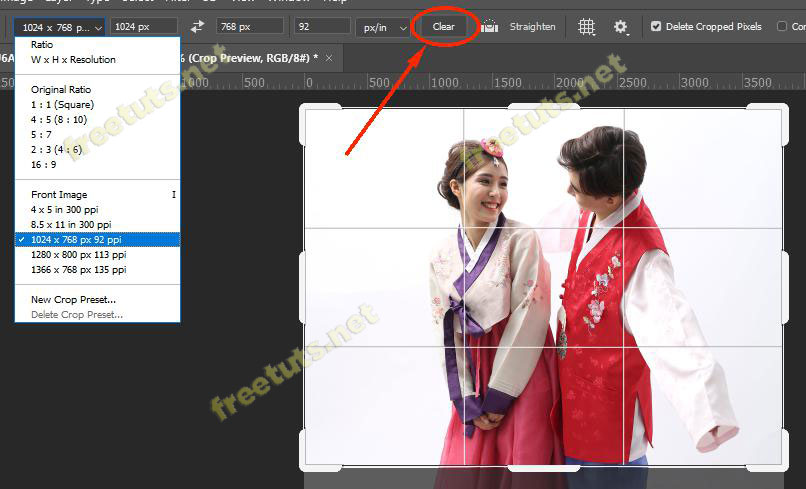 1024 x 768 p...
1024 px
768 px
92
px/in
Clear
Straighten
Delete Cropped Pixels
% (Crop Preview, RGB/8#) * ×
500
0
500
1000
1500
2000
2500
3000
3500
Ratio
W x H x Resolution
Original Ratio
1 : 1 (Square)
4 : 5 (8 : 10)
5 : 7
2 : 3 (4 : 6)
16 : 9
Front Image I
4 x 5 in 300 ppi
8.5 x 11 in 300 ppi
✓ 1024 x 768 px 92 ppi
1280 x 800 px 113 ppi
1366 x 768 px 135 ppi
New Crop Preset...
Delete Crop Preset...
freetuts.net
freetuts.net
freetuts.net